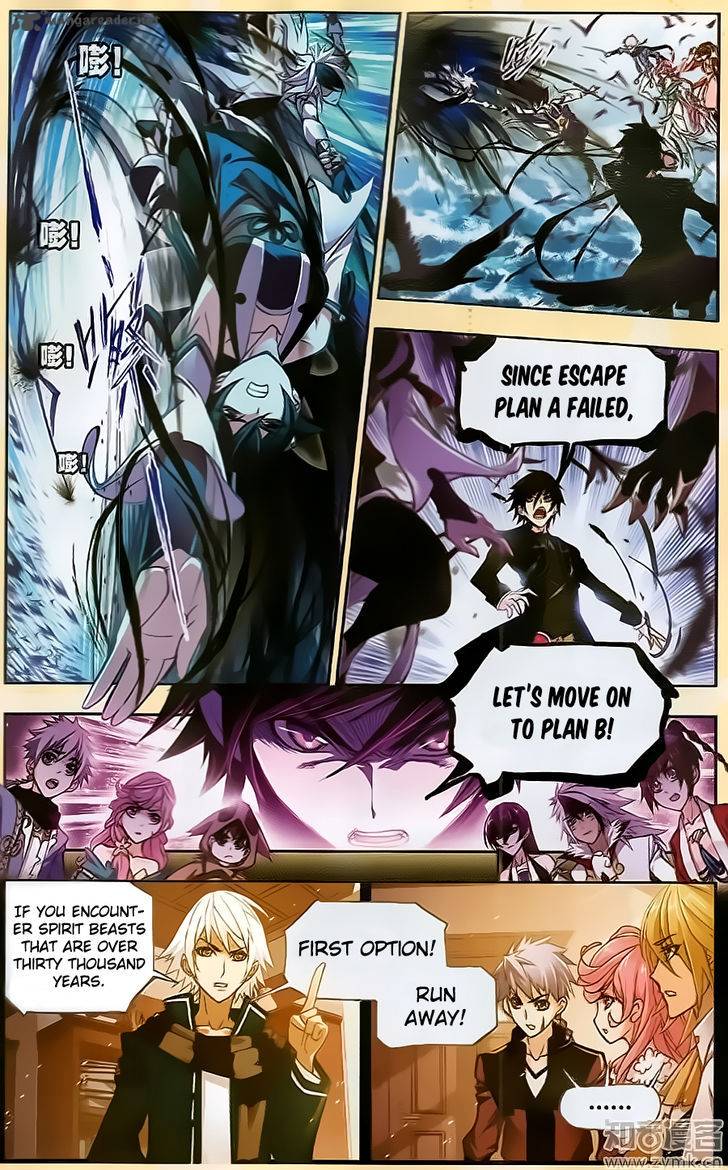 mangareader.net
嘭!
嘭!
嘭!
嘭!
SINCE ESCAPE
PLAN A FAILED,
LET'S MOVE ON
TO PLAN B!
IF YOU ENCOUNT-
ER SPIRIT BEASTS
THAT ARE OVER
THIRTY THOUSAND
YEARS.
FIRST OPTION!
RUN
AWAY!
......
知音漫客
www.zymk.cn